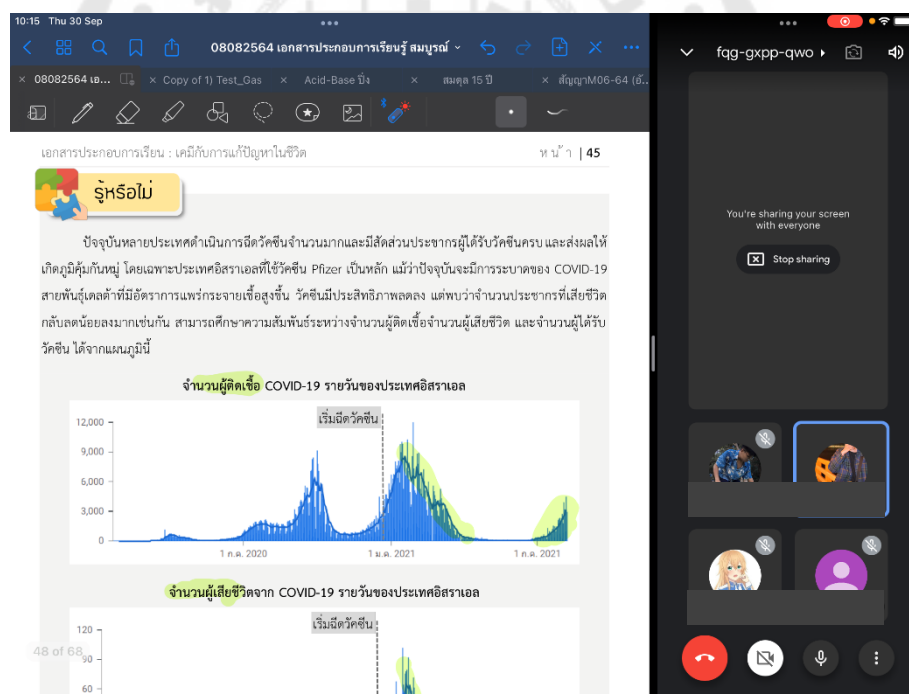 10:15 Thu 30 Sep
08082564 เอกสารประกอบการเรียนรู้ สมบูรณ์
08082564 เอ...
Copy of 1) Test_Gas
Acid-Base ปิง
สมดุล 15 ปี
สัญญาM06-64 (อั..
เอกสารประกอบการเรียน : เคมีกับการแก้ปัญหาในชีวิต
หน้า | 45
รู้หรือไม่
ปัจจุบันหลายประเทศดำเนินการฉีดวัคซีนจำนวนมากและมีสัดส่วนประชากรผู้ได้รับวัคซีนครบ และส่งผลให้
เกิดภูมิคุ้มกันหมู่ โดยเฉพาะประเทศอิสราเอลที่ใช้วัคซีน Pfizer เป็นหลัก แม้ว่าปัจจุบันจะมีการระบาดของ COVID-19
สายพันธุ์เดลต้าที่มีอัตราการแพร่กระจายเชื้อสูงขึ้น วัคซีนมีประสิทธิภาพลดลง แต่พบว่าจำนวนประชากรที่เสียชีวิต
กลับลดน้อยลงมากเช่นกัน สามารถศึกษาความสัมพันธ์ระหว่างจำนวนผู้ติดเชื้อจำนวนผู้เสียชีวิต และจำนวนผู้ได้รับ
วัคซีน ได้จากแผนภูมินี้
จำนวนผู้ติดเชื้อ COVID-19 รายวันของประเทศอิสราเอล
เริ่มฉีดวัคซีน
12,000
9,000
6,000
3,000
0
1 ก.ค. 2020
1 ม.ค. 2021
1 ก.ค. 2021
จำนวนผู้เสียชีวิตจาก COVID-19 รายวันของประเทศอิสราเอล
เริ่มฉีดวัคซีน
120
90
60
48 of 68
fqg-gxpp-qwo
You're sharing your screen
with everyone
Stop sharing